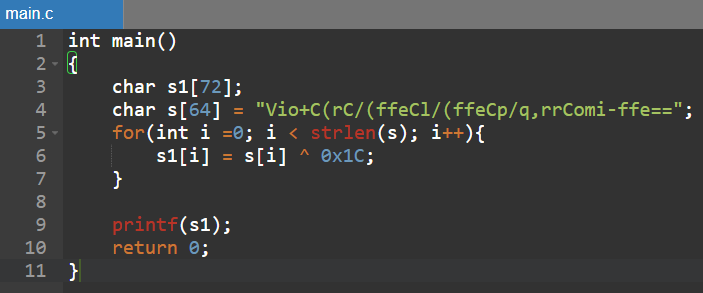 main.c
1 int main()
2 {
3     char s1[72];
4     char s[64] = "Vio+C(rC/(ffeCl/(ffeCp/q,rrComi-ffe==";
5     for(int i =0; i < strlen(s); i++){
6         s1[i] = s[i] ^ 0x1C;
7     }
8
9     printf(s1);
10     return 0;
11 }